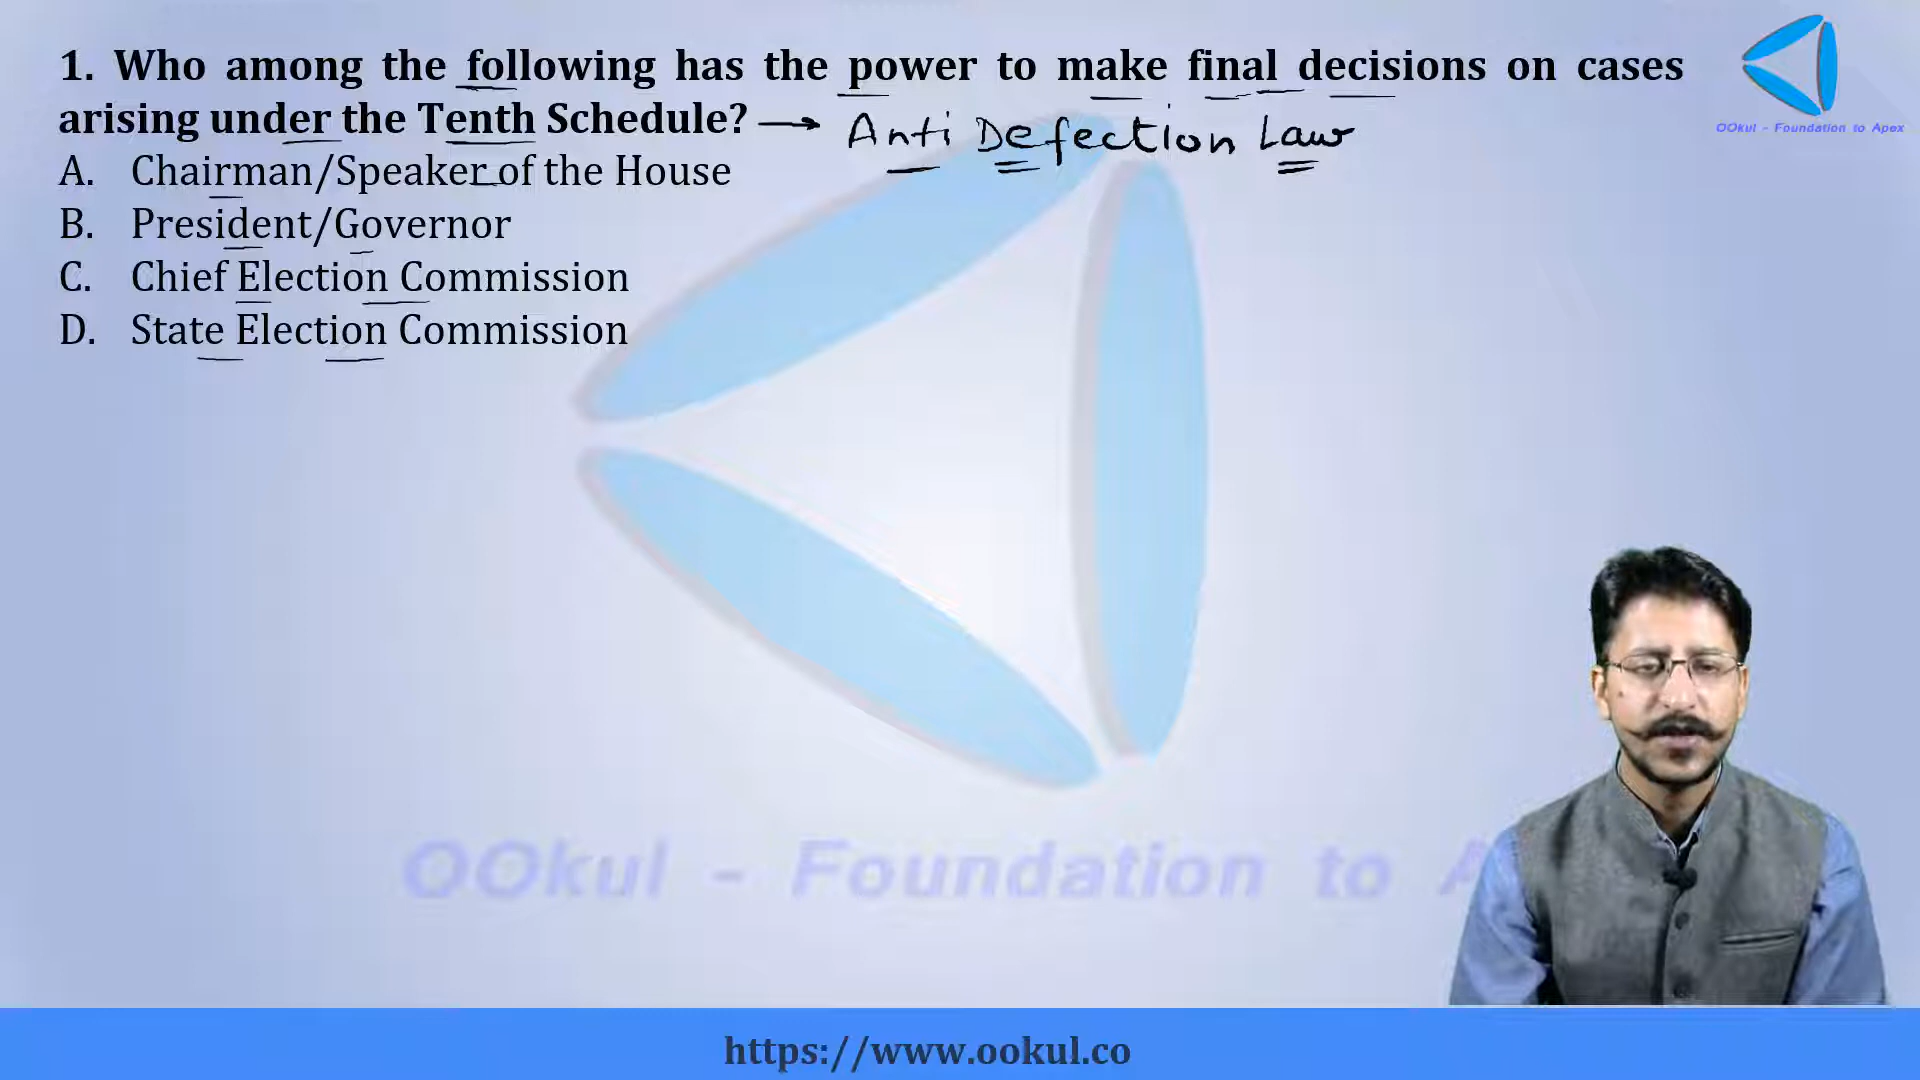 1. Who among the following has the power to make final decisions on cases
arising under the Tenth Schedule? → Anti Defection Law
A. Chairman/Speaker of the House
B. President/Governor
C. Chief Election Commission
D. State Election Commission
OOkul - Foundation to Apex
OOkul - Foundation to A
https://www.ookul.co